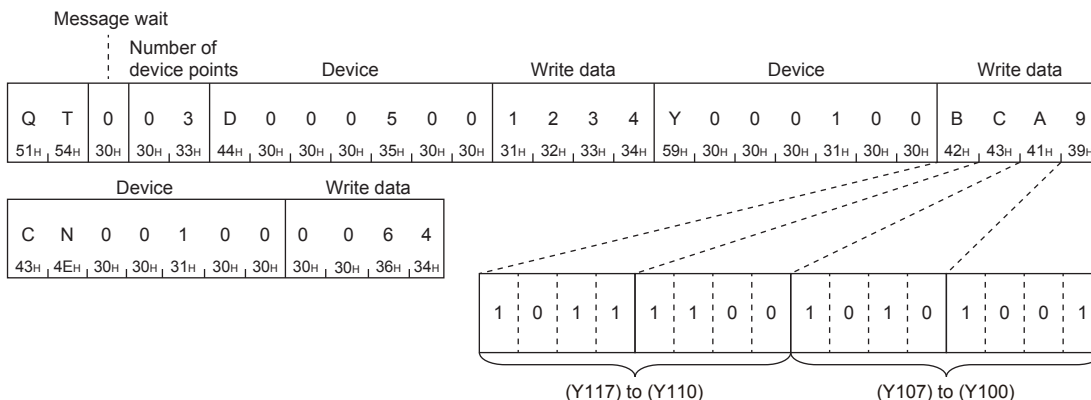 Message wait
Number of
device points Device Write data Device Write data
Q T 0 0 3 D 0 0 0 5 0 0 1 2 3 4 Y 0 0 0 1 0 0 B C A 9
51H 54H 30H 30H 33H 44H 30H 30H 30H 35H 30H 30H 31H 32H 33H 34H 59H 30H 30H 30H 31H 30H 30H 42H 43H 41H 39H
Device Write data
C N 0 0 1 0 0 0 0 6 4
43H 4EH 30H 30H 31H 30H 30H 30H 30H 36H 34H
1 0 1 1 1 1 0 0 1 0 1 0 1 0 0 1
(Y117) to (Y110) (Y107) to (Y100)